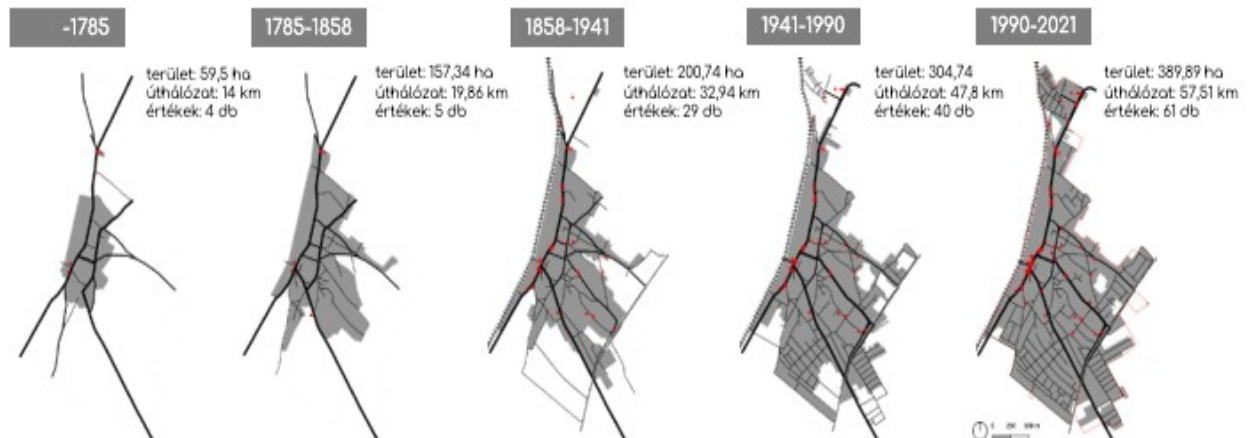 -1785
terület: 59,5 ha
úthálózat: 14 km
értékek: 4 db
1785-1858
terület: 157,34 ha
úthálózat: 19,86 km
értékek: 5 db
1858-1941
terület: 200,74 ha
úthálózat: 32,94 km
értékek: 29 db
1941-1990
terület: 304,74
úthálózat: 47,8 km
értékek: 40 db
1990-2021
terület: 389,89 ha
úthálózat: 57,51 km
értékek: 61 db
0